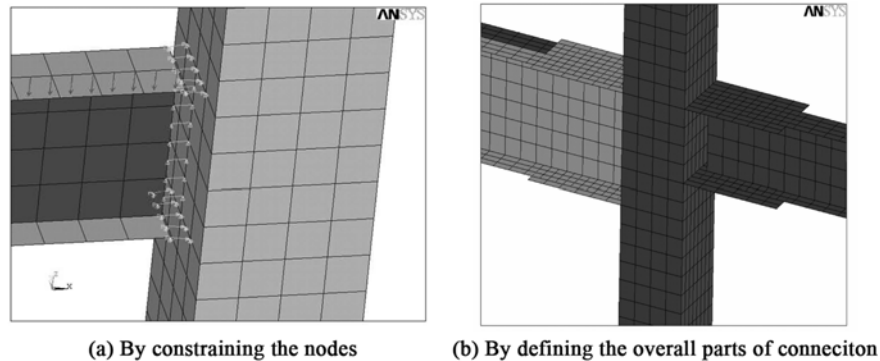 ANSYS
ANSYS
z
x
(a) By constraining the nodes
(b) By defining the overall parts of conneciton